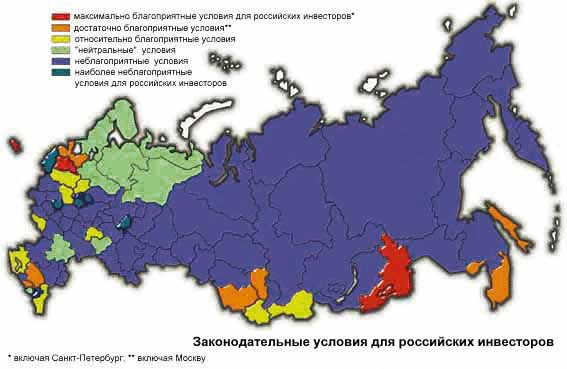 максимально благоприятные условия для российских инвесторов*
достаточно благоприятные условия**
относительно благоприятные условия
"нейтральные" условия
неблагоприятные условия
наиболее неблагоприятные
условия для российских инвесторов
Законодательные условия для российских инвесторов
* включая Санкт-Петербург; ** включая Москву